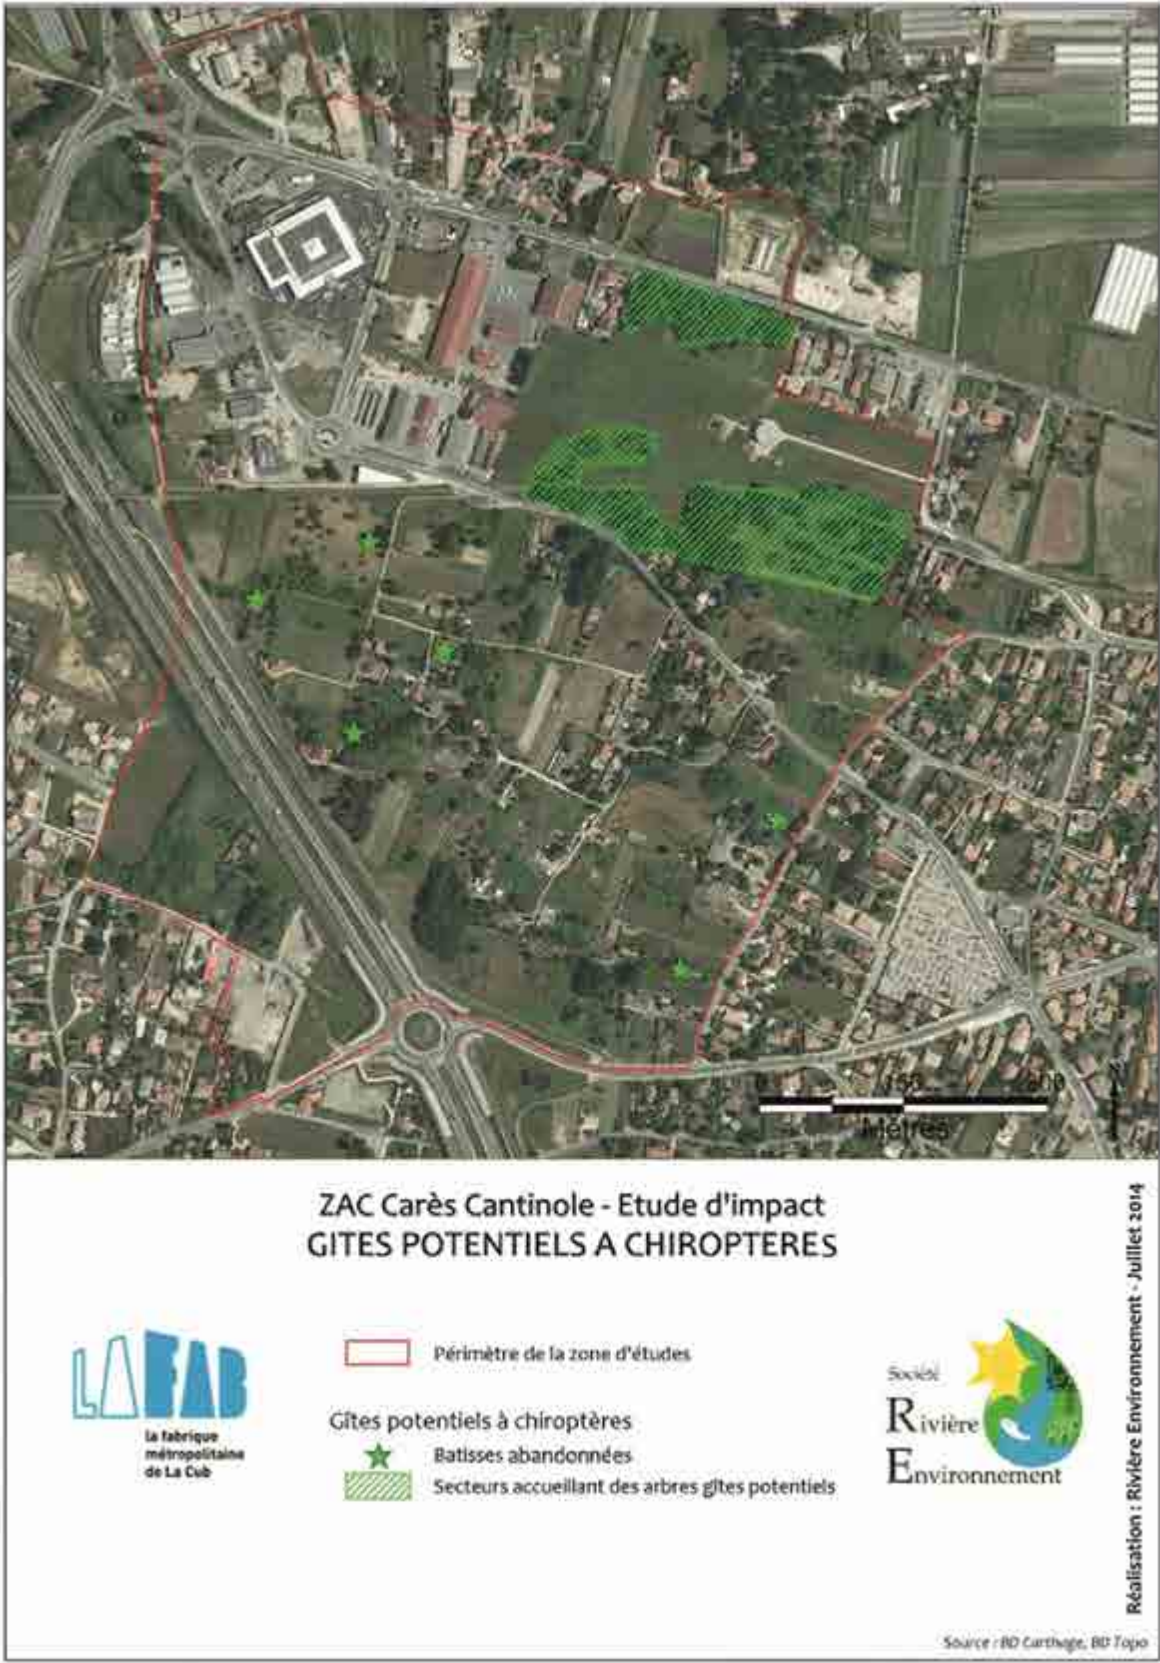 0 150 300
Mètres
ZAC Carès Cantinole - Etude d'impact
GITES POTENTIELS A CHIROPTERES
LA FAB
la fabrique
métropolitaine
de La Cub
Périmètre de la zone d'études
Gîtes potentiels à chiroptères
Batisses abandonnées
Secteurs accueillant des arbres gîtes potentiels
Société
Rivière
Environnement
Réalisation : Rivière Environnement - Juillet 2014
Source : BD Carthage, BD Topo